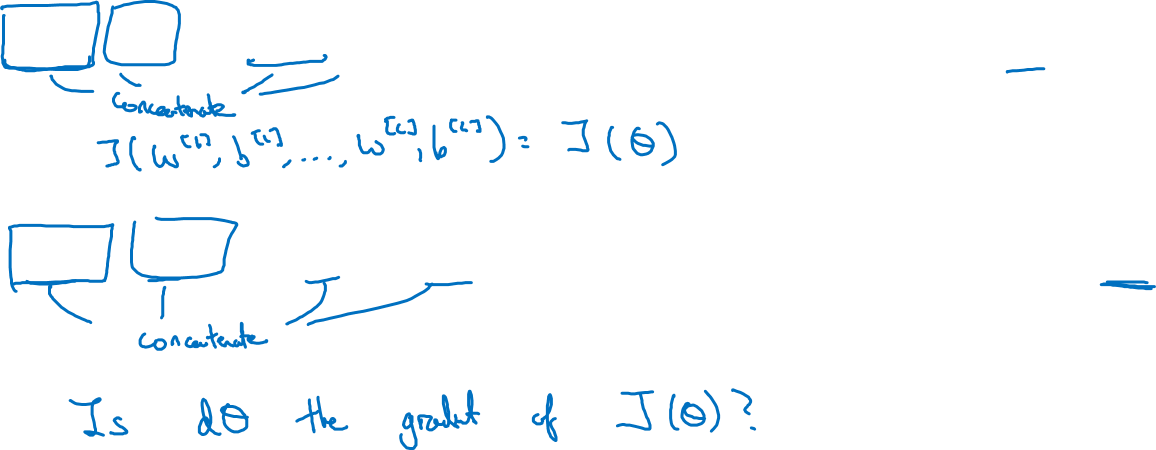 concatenate
J(W^[1], b^[1], ..., W^[L], b^[L]) = J(θ)
concatenate
Is dθ the gradient of J(θ)?